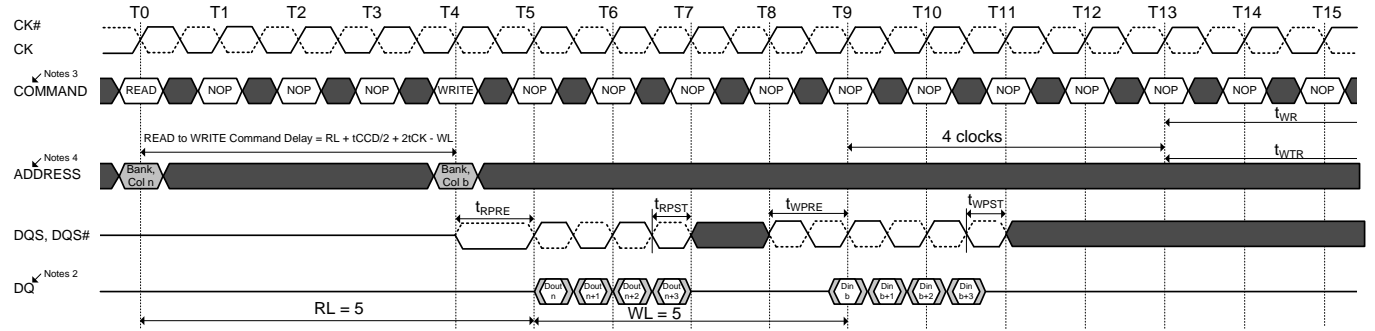 T0 T1 T2 T3 T4 T5 T6 T7 T8 T9 T10 T11 T12 T13 T14 T15
CK#
CK
Notes 3
COMMAND
READ NOP NOP NOP WRITE NOP NOP NOP NOP NOP NOP NOP NOP NOP NOP NOP
tWR
READ to WRITE Command Delay = RL + tCCD/2 + 2tCK - WL
4 clocks
tWTR
Notes 4
ADDRESS
Bank, Col n
Bank, Col b
tRPRE tRPST tWPRE tWPST
DQS, DQS#
Notes 2
DQ
Dout n Dout n+1 Dout n+2 Dout n+3 Din b Din b+1 Din b+2 Din b+3
RL = 5 WL = 5